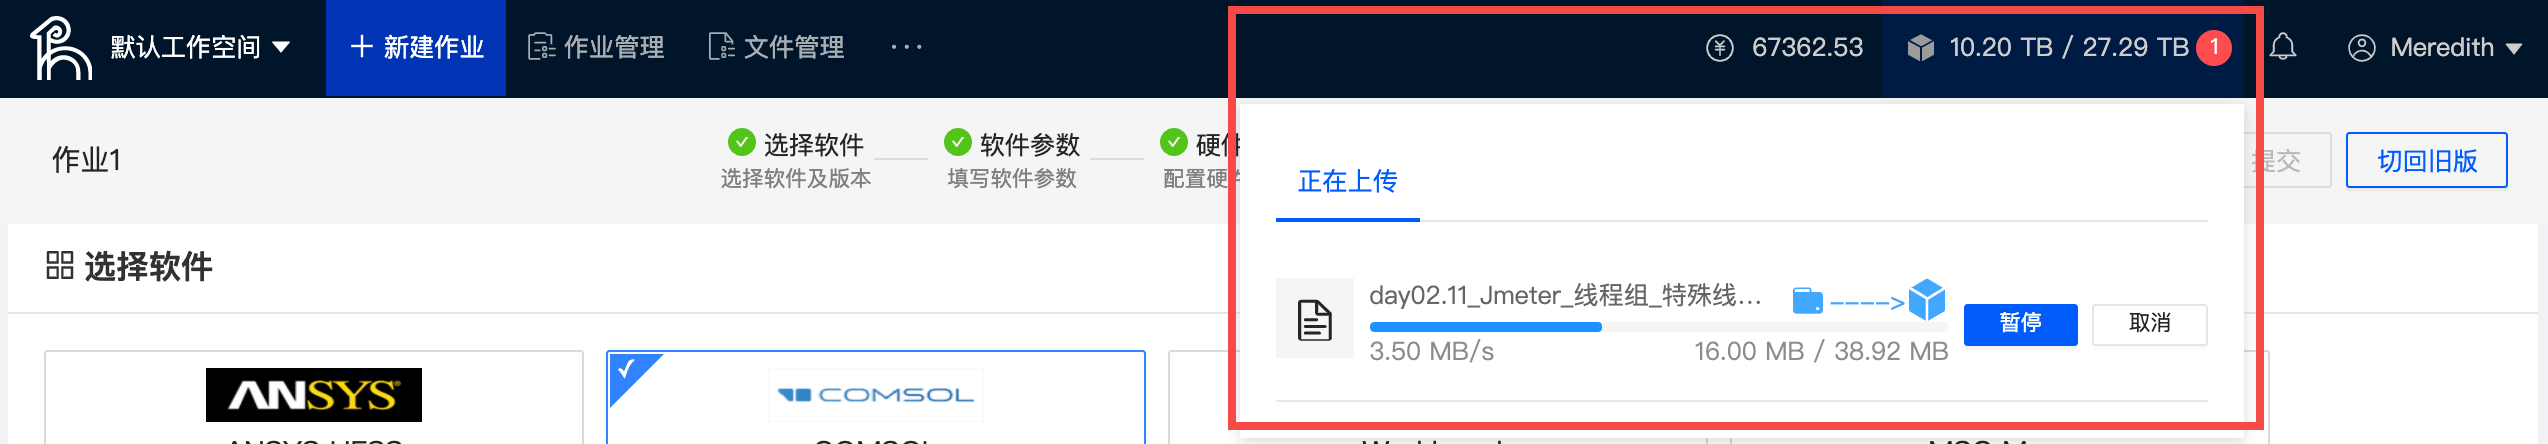 默认工作空间
新建作业
作业管理
文件管理
···
67362.53
10.20 TB / 27.29 TB
1
Meredith
作业1
选择软件
选择软件及版本
软件参数
填写软件参数
硬件
配置硬
提交
切回旧版
正在上传
day02.11_Jmeter_线程组_特殊线...
3.50 MB/s
16.00 MB / 38.92 MB
暂停
取消
选择软件
ANSYS
COMSOL
COMSOL